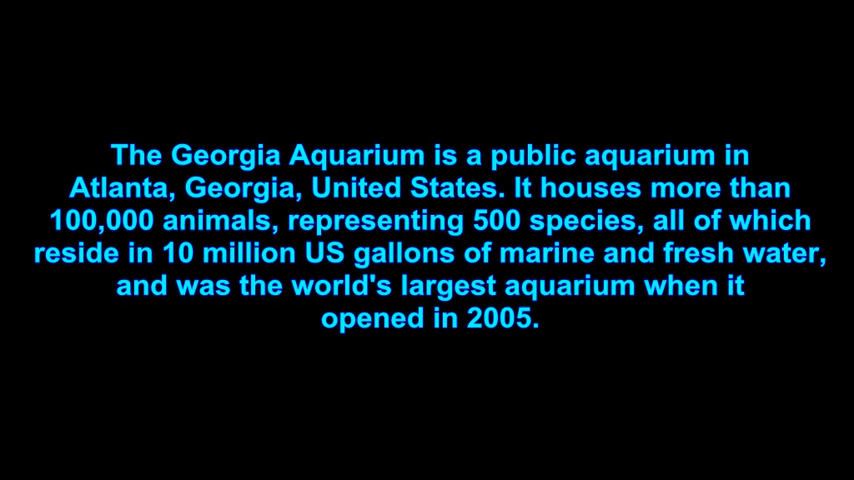 The Georgia Aquarium is a public aquarium in
Atlanta, Georgia, United States. It houses more than
100,000 animals, representing 500 species, all of which
reside in 10 million US gallons of marine and fresh water,
and was the world's largest aquarium when it
opened in 2005.